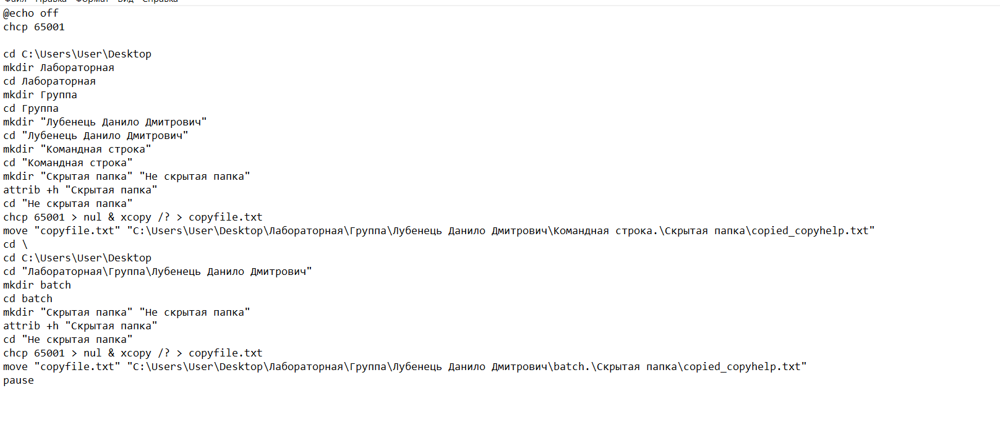 Файл Правка Формат Вид Справка
@echo off
chcp 65001
cd C:\Users\User\Desktop
mkdir Лабораторная
cd Лабораторная
mkdir Группа
cd Группа
mkdir "Лубенець Данило Дмитрович"
cd "Лубенець Данило Дмитрович"
mkdir "Командная строка"
cd "Командная строка"
mkdir "Скрытая папка" "Не скрытая папка"
attrib +h "Скрытая папка"
cd "Не скрытая папка"
chcp 65001 > nul & xcopy /? > copyfile.txt
move "copyfile.txt" "C:\Users\User\Desktop\Лабораторная\Группа\Лубенець Данило Дмитрович\Командная строка.\Скрытая папка\copied_copyhelp.txt"
cd \
cd C:\Users\User\Desktop
cd "Лабораторная\Группа\Лубенець Данило Дмитрович"
mkdir batch
cd batch
mkdir "Скрытая папка" "Не скрытая папка"
attrib +h "Скрытая папка"
cd "Не скрытая папка"
chcp 65001 > nul & xcopy /? > copyfile.txt
move "copyfile.txt" "C:\Users\User\Desktop\Лабораторная\Группа\Лубенець Данило Дмитрович\batch.\Скрытая папка\copied_copyhelp.txt"
pause